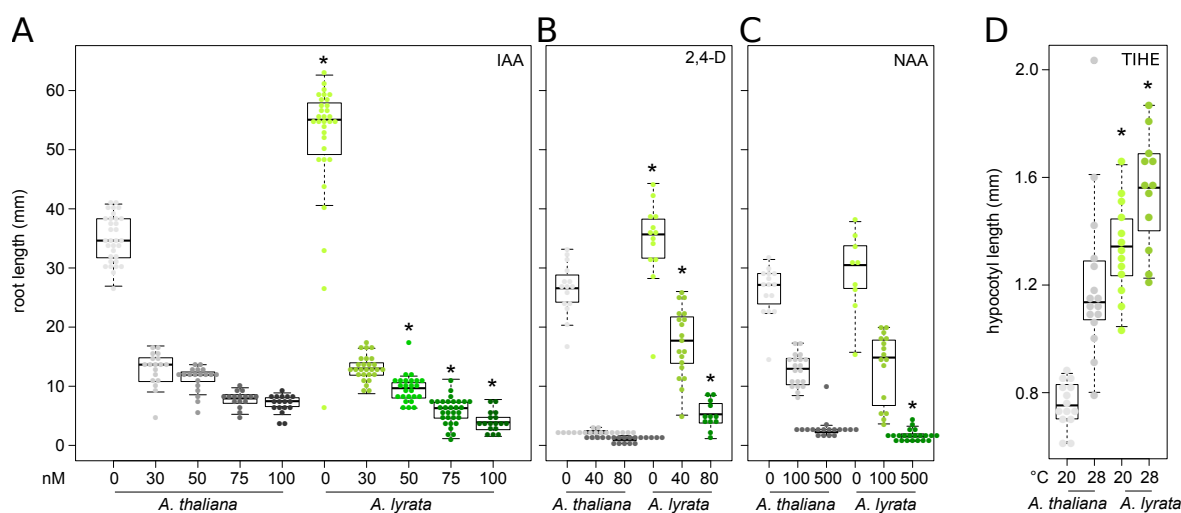 A B C D
IAA 2,4-D NAA TIHE
* * * * * * * * * *
root length (mm)
60
50
40
30
20
10
0
hypocotyl length (mm)
2.0
1.6
1.2
0.8
nM 0 30 50 75 100 0 30 50 75 100 0 40 80 0 40 80 0 100 500 0 100 500
°C 20 28 20 28
A. thaliana A. lyrata A. thaliana A. lyrata A. thaliana A. lyrata A. thaliana A. lyrata